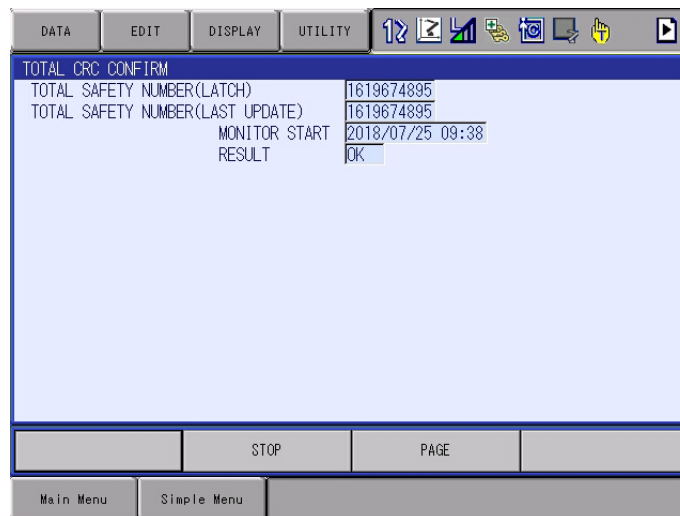 DATA EDIT DISPLAY UTILITY
TOTAL CRC CONFIRM
TOTAL SAFETY NUMBER(LATCH) 1619674895
TOTAL SAFETY NUMBER(LAST UPDATE) 1619674895
MONITOR START 2018/07/25 09:38
RESULT OK
STOP PAGE
Main Menu Simple Menu